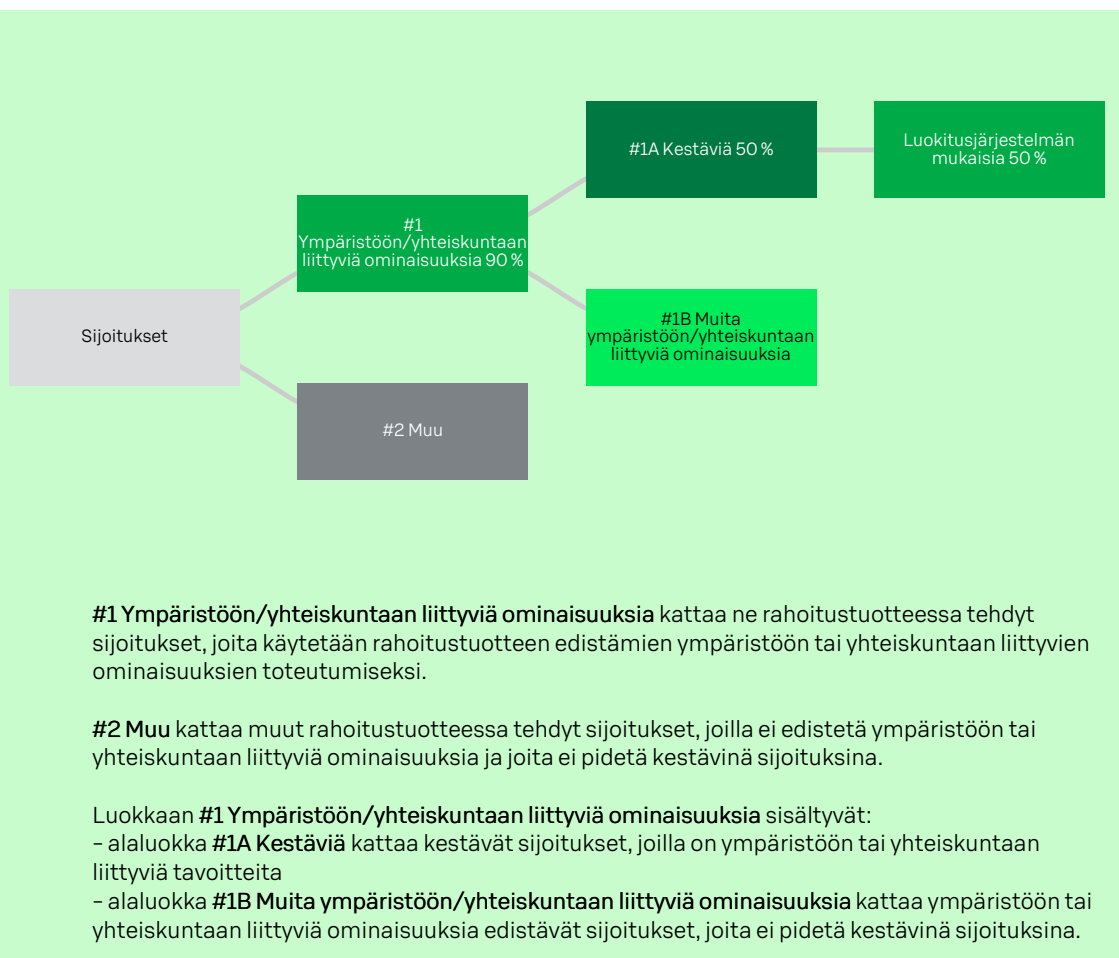 #1A Kestäviä 50 %
Luokitusjärjestelmän
mukaisia 50 %
#1
Ympäristöön/yhteiskuntaan
liittyviä ominaisuuksia 90 %
Sijoitukset
#1B Muita
ympäristöön/yhteiskuntaan
liittyviä ominaisuuksia
#2 Muu
#1 Ympäristöön/yhteiskuntaan liittyviä ominaisuuksia kattaa ne rahoitustuotteessa tehdyt
sijoitukset, joita käytetään rahoitustuotteen edistämien ympäristöön tai yhteiskuntaan liittyvien
ominaisuuksien toteutumiseksi.
#2 Muu kattaa muut rahoitustuotteessa tehdyt sijoitukset, joilla ei edistetä ympäristöön tai
yhteiskuntaan liittyviä ominaisuuksia ja joita ei pidetä kestävinä sijoituksina.
Luokkaan #1 Ympäristöön/yhteiskuntaan liittyviä ominaisuuksia sisältyvät:
– alaluokka #1A Kestäviä kattaa kestävät sijoitukset, joilla on ympäristöön tai yhteiskuntaan
liittyviä tavoitteita
– alaluokka #1B Muita ympäristöön/yhteiskuntaan liittyviä ominaisuuksia kattaa ympäristöön tai
yhteiskuntaan liittyviä ominaisuuksia edistävät sijoitukset, joita ei pidetä kestävinä sijoituksina.